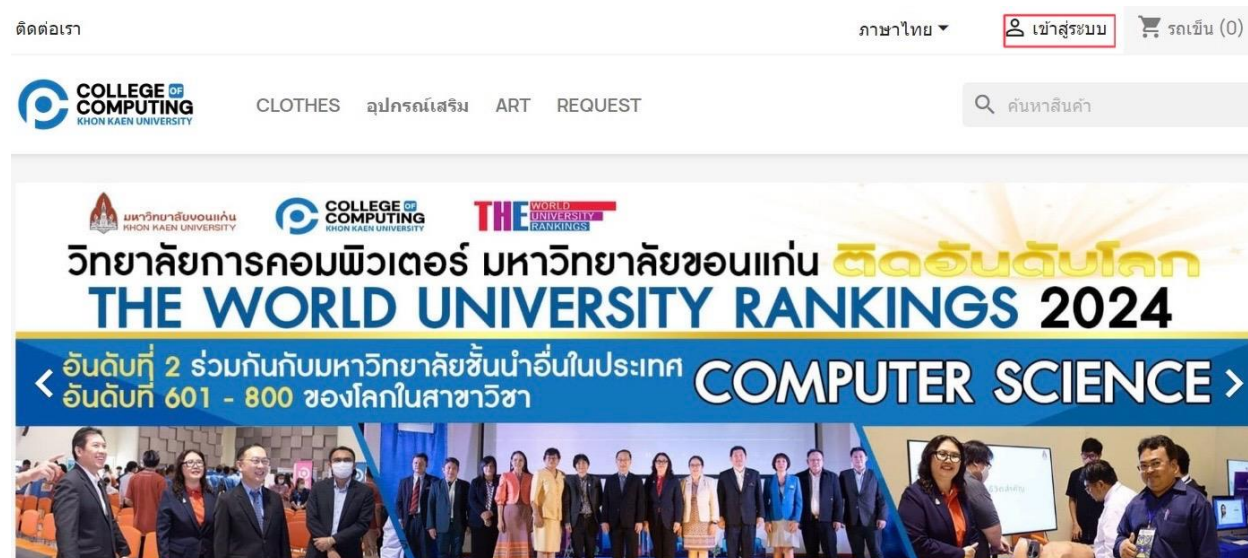 ติดต่อเรา
ภาษาไทย
เข้าสู่ระบบ
รถเข็น (0)
COLLEGE OF
COMPUTING
KHON KAEN UNIVERSITY
CLOTHES อุปกรณ์เสริม ART REQUEST
ค้นหาสินค้า
มหาวิทยาลัยขอนแก่น
KHON KAEN UNIVERSITY
COLLEGE OF
COMPUTING
KHON KAEN UNIVERSITY
THE WORLD
UNIVERSITY
RANKINGS
วิทยาลัยการคอมพิวเตอร์ มหาวิทยาลัยขอนแก่น ติดอันดับโลก
THE WORLD UNIVERSITY RANKINGS 2024
อันดับที่ 2 ร่วมกันกับมหาวิทยาลัยชั้นนำอื่นในประเทศ
อันดับที่ 601 - 800 ของโลกในสาขาวิชา
COMPUTER SCIENCE